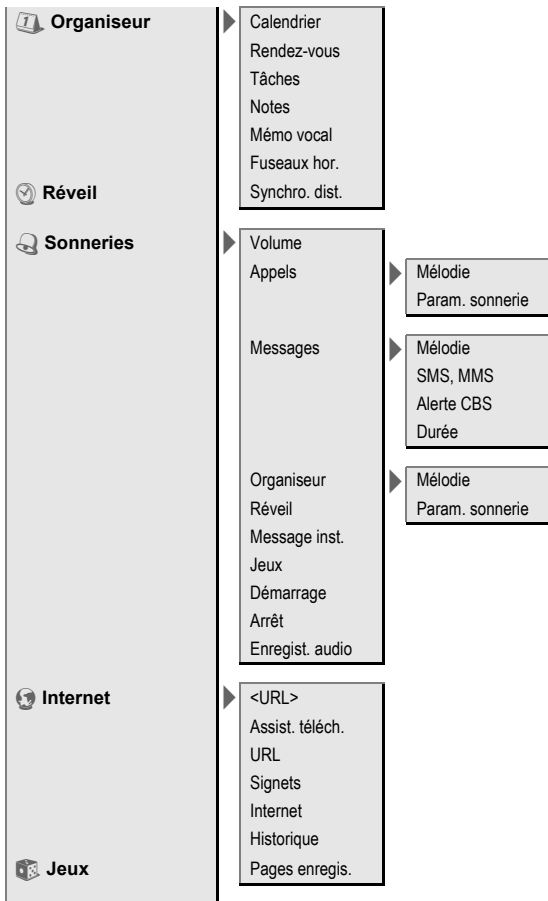 Organiseur
Calendrier
Rendez-vous
Tâches
Notes
Mémo vocal
Fuseaux hor.
Réveil
Synchro. dist.
Sonneries
Volume
Appels
Mélodie
Param. sonnerie
Messages
Mélodie
SMS, MMS
Alerte CBS
Durée
Organiseur
Mélodie
Réveil
Param. sonnerie
Message inst.
Jeux
Démarrage
Arrêt
Enregist. audio
Internet
<URL>
Assist. téléch.
URL
Signets
Internet
Historique
Jeux
Pages enregis.